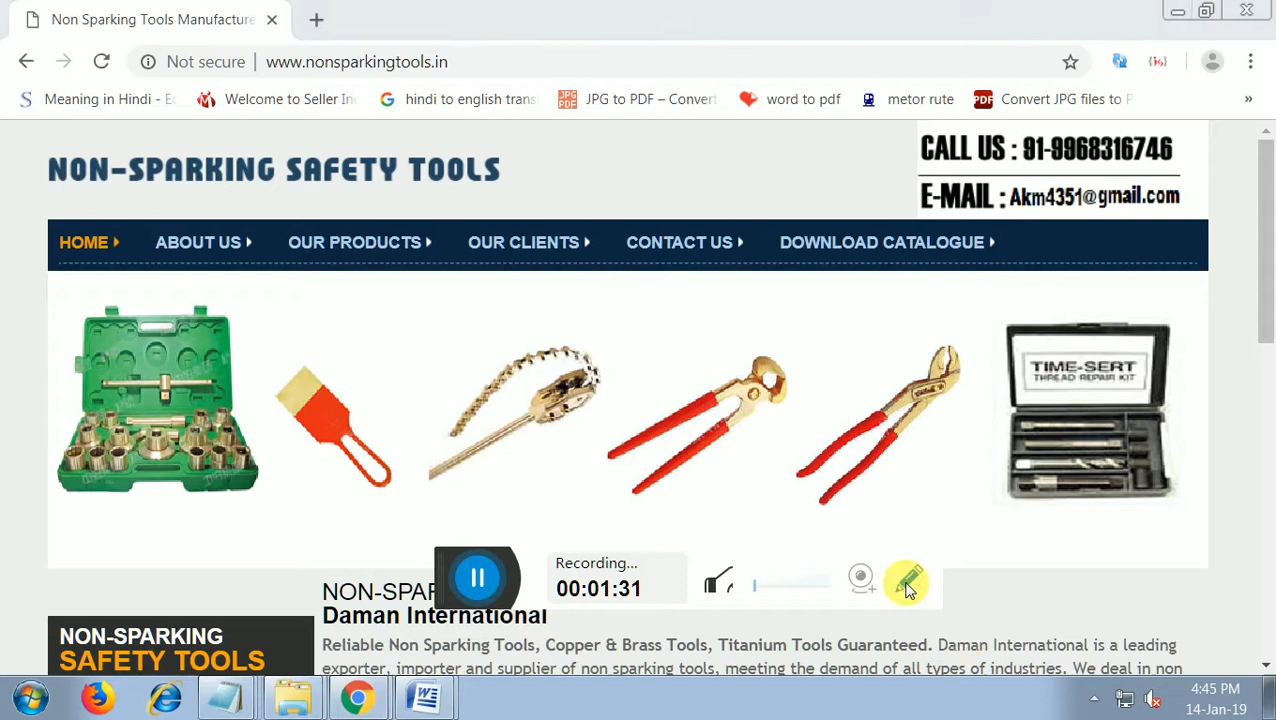 Non Sparking Tools Manufacture
Not secure | www.nonsparkingtools.in
Meaning in Hindi - Ec
Welcome to Seller In
hindi to english trans
JPG PDF
JPG to PDF – Convert
word to pdf
metor rute
PDF
Convert JPG files to P
»
NON-SPARKING SAFETY TOOLS
CALL US : 91-9968316746
E-MAIL : Akm4351@gmail.com
HOME
ABOUT US
OUR PRODUCTS
OUR CLIENTS
CONTACT US
DOWNLOAD CATALOGUE
TIME-SERT
THREAD REPAIR KIT
Recording...
00:01:31
NON-SPAR
Daman International
NON-SPARKING
SAFETY TOOLS
Reliable Non Sparking Tools, Copper & Brass Tools, Titanium Tools Guaranteed. Daman International is a leading
exporter, importer and supplier of non sparking tools, meeting the demand of all types of industries. We deal in non
4:45 PM
14-Jan-19